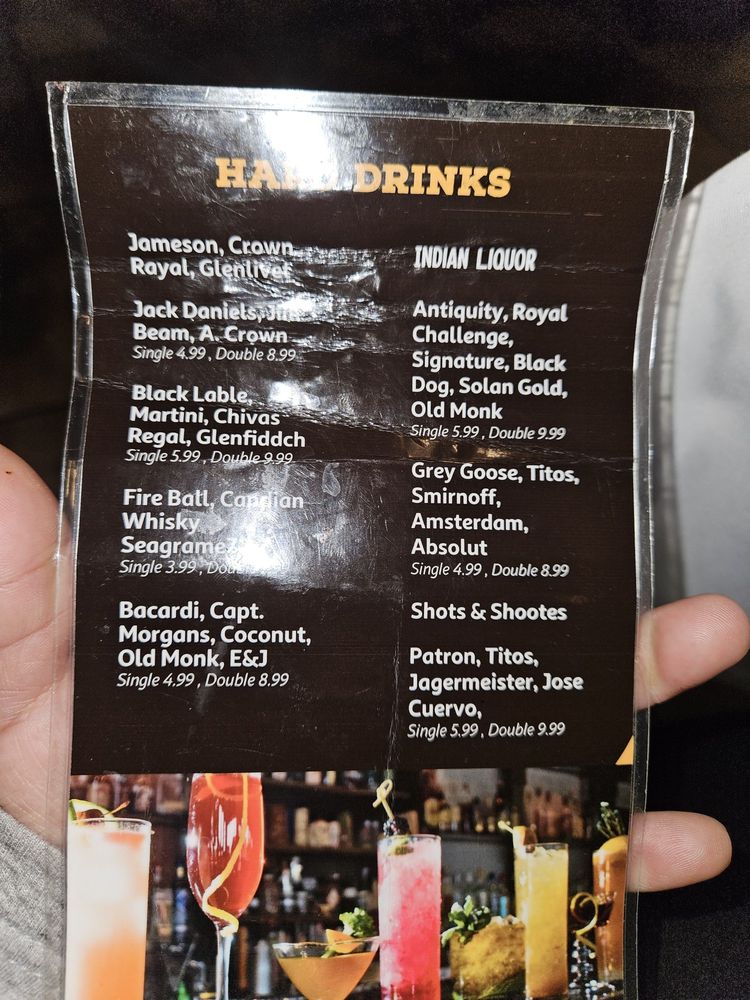 DRINKS
Jameson, Crown
Rayal, Glenlivet
Jack Daniels,
Beam, A. Crown
Single 4.99 , Double 8.99
Black Lable,
Martini, Chivas
Regal, Glenfiddch
Single 5.99 , Double 9.99
Fire Ball, Candian
Whisky
Single 3.99 ,
Bacardi, Capt.
Morgans, Coconut,
Old Monk, E&J
Single 4.99 , Double 8.99
INDIAN LIQUOR
Antiquity, Royal
Challenge,
Signature, Black
Dog, Solan Gold,
Old Monk
Single 5.99 , Double 9.99
Grey Goose, Titos,
Smirnoff,
Amsterdam,
Absolut
Single 4.99 , Double 8.99
Shots & Shootes
Patron, Titos,
Jagermeister, Jose
Cuervo,
Single 5.99 , Double 9.99